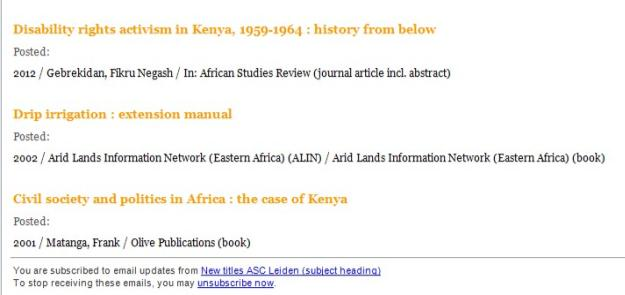 Disability rights activism in Kenya, 1959-1964 : history from below
Posted:
2012 / Gebrekidan, Fikru Negash / In: African Studies Review (journal article incl. abstract)
Drip irrigation : extension manual
Posted:
2002 / Arid Lands Information Network (Eastern Africa) (ALIN) / Arid Lands Information Network (Eastern Africa) (book)
Civil society and politics in Africa : the case of Kenya
Posted:
2001 / Matanga, Frank / Olive Publications (book)
You are subscribed to email updates from New titles ASC Leiden (subject heading)
To stop receiving these emails, you may unsubscribe now.